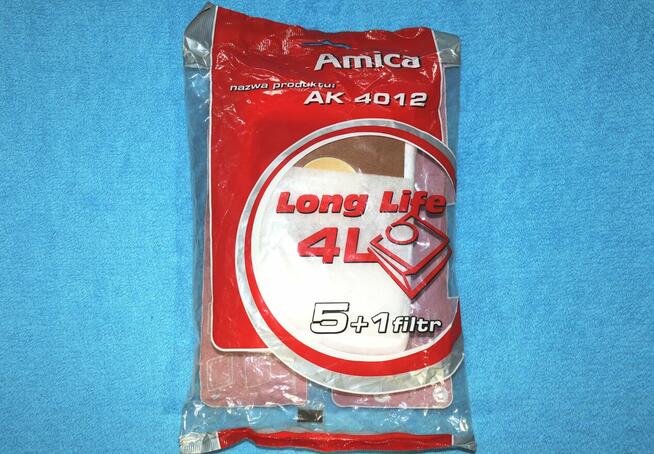 Amica
nazwa produktu:
AK 4012
Long Life
4L
5+1 filtr